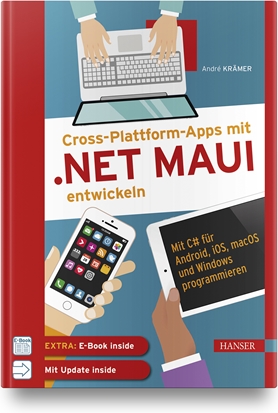 André KRÄMER
Cross-Plattform-Apps mit
.NET MAUI
entwickeln
Mit C# für
Android, iOS, macOS
und Windows
programmieren
E-Book
EXTRA: E-Book inside
Mit Update inside
HANSER